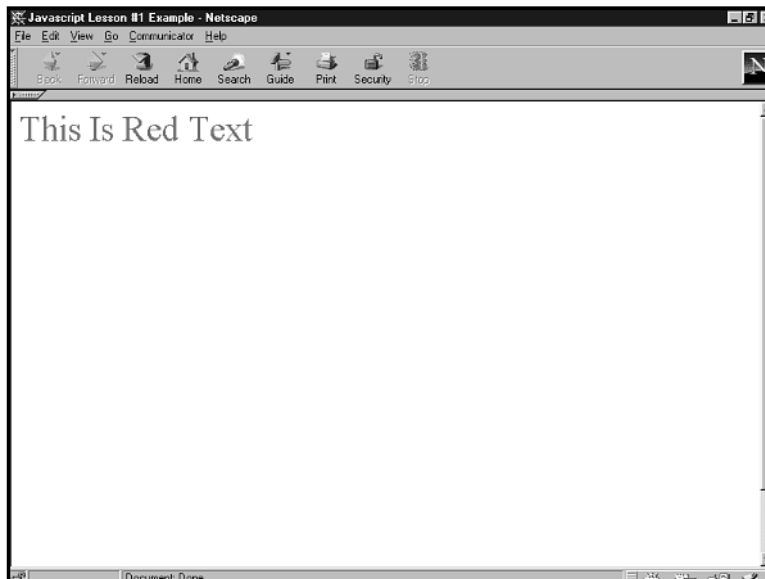 Javascript Lesson #1 Example - Netscape
File Edit View Go Communicator Help
Back Forward Reload Home Search Guide Print Security Stop
N
This Is Red Text
Document: Done